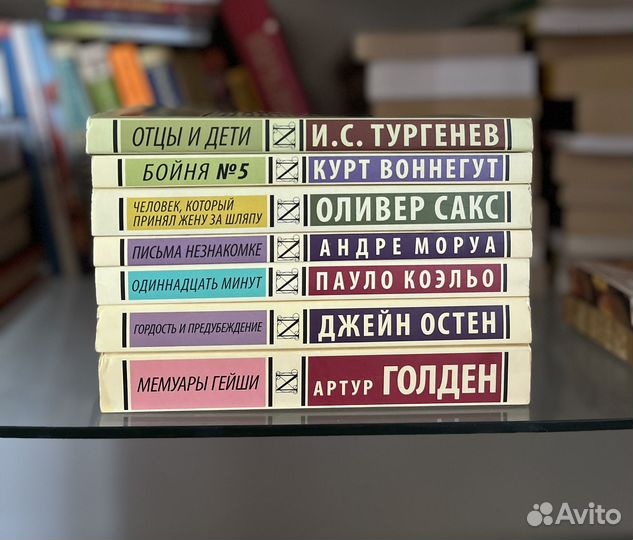 ОТЦЫ И ДЕТИ И.С. ТУРГЕНЕВ
БОЙНЯ №5 КУРТ ВОННЕГУТ
ЧЕЛОВЕК, КОТОРЫЙ
ПРИНЯЛ ЖЕНУ ЗА ШЛЯПУ
ОЛИВЕР САКС
ПИСЬМА НЕЗНАКОМКЕ АНДРЕ МОРУА
ОДИННАДЦАТЬ МИНУТ ПАУЛО КОЭЛЬО
ГОРДОСТЬ И ПРЕДУБЕЖДЕНИЕ ДЖЕЙН ОСТЕН
МЕМУАРЫ ГЕЙШИ АРТУР ГОЛДЕН
Avito